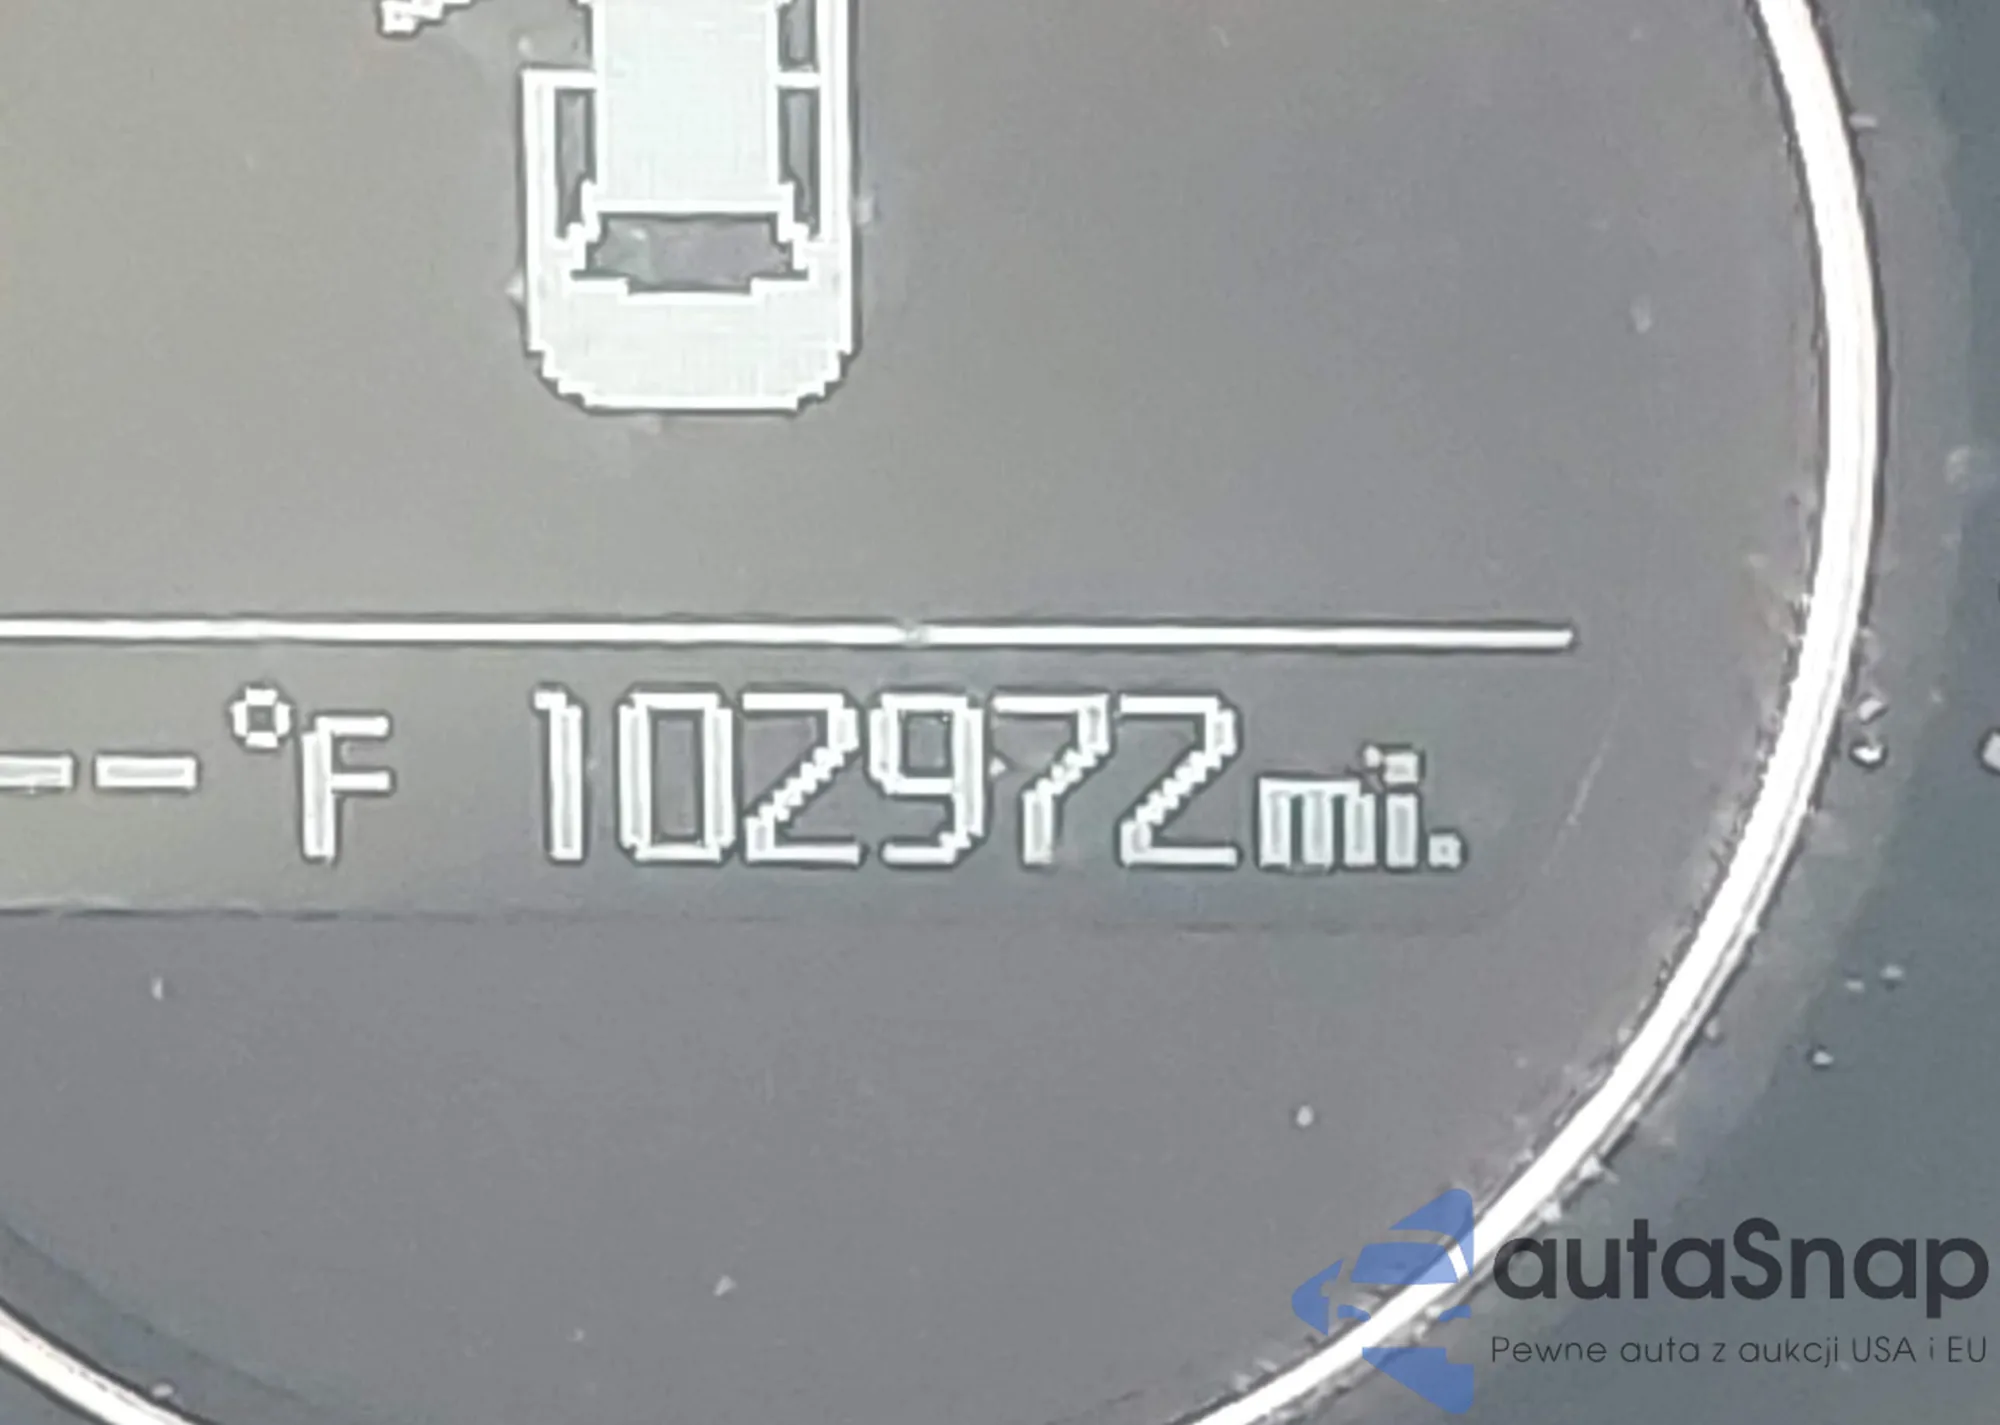 --°F 102972mi.
autaSnap
Pewne auta z aukcji USA i EU